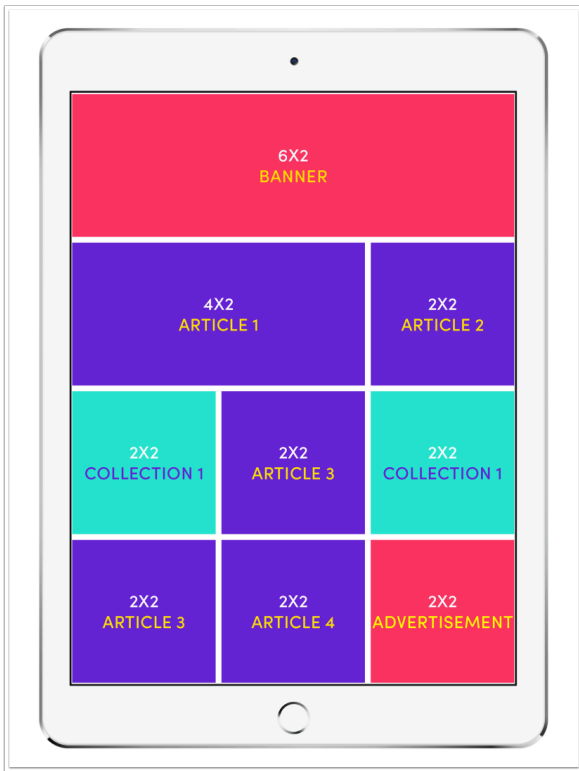 6X2
BANNER
4X2
ARTICLE 1
2X2
ARTICLE 2
2X2
COLLECTION 1
2X2
ARTICLE 3
2X2
COLLECTION 1
2X2
ARTICLE 3
2X2
ARTICLE 4
2X2
ADVERTISEMENT